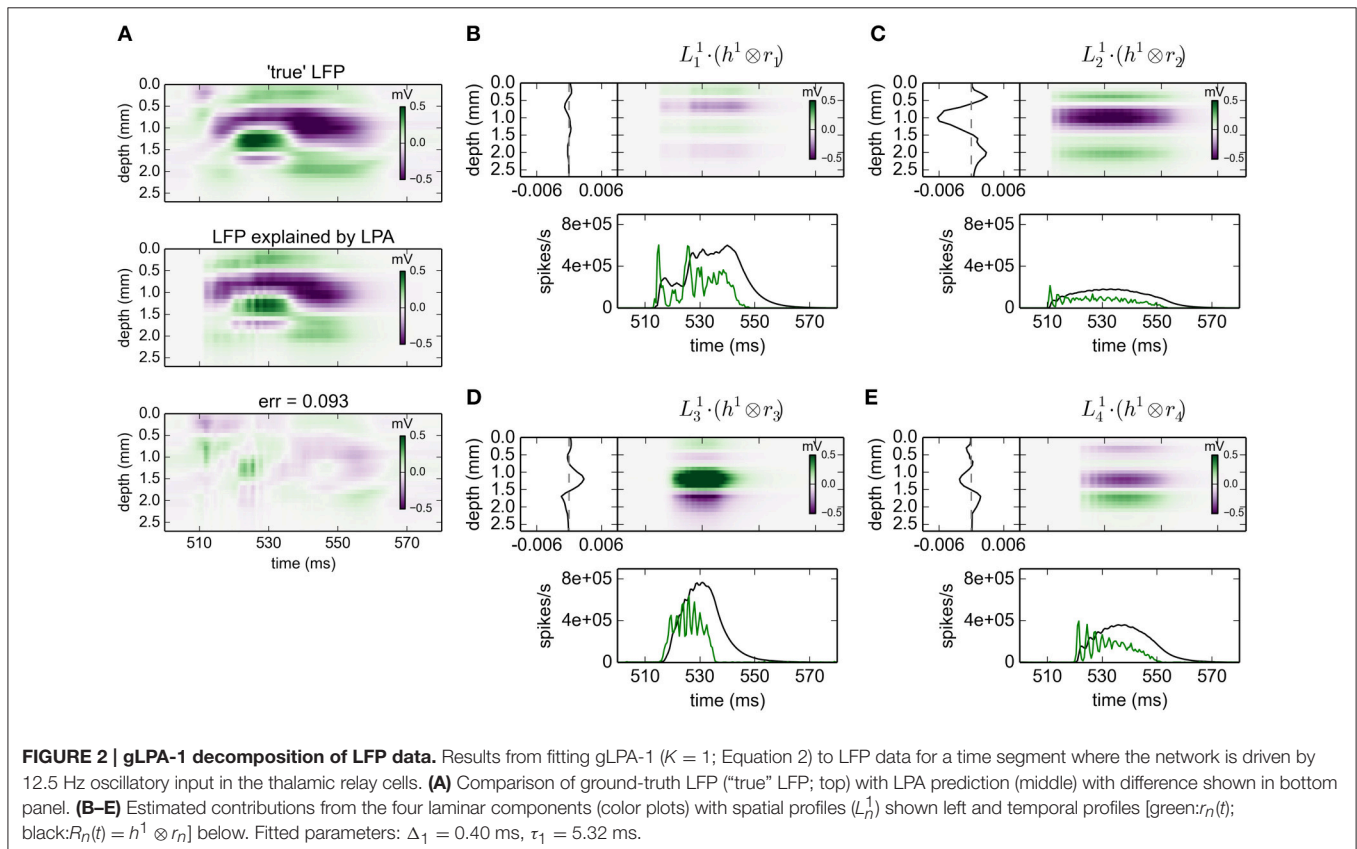 A
'true' LFP
mV
0.5
0.0
-0.5
depth (mm)
0.0
0.5
1.0
1.5
2.0
2.5
LFP explained by LPA
mV
0.5
0.0
-0.5
depth (mm)
0.0
0.5
1.0
1.5
2.0
2.5
err = 0.093
mV
0.5
0.0
-0.5
depth (mm)
0.0
0.5
1.0
1.5
2.0
2.5
510 530 550 570
time (ms)
B
L₁¹·(h¹ ⊗ r₁)
depth (mm)
0.0
0.5
1.0
1.5
2.0
2.5
-0.006 0.006
mV
0.5
0.0
-0.5
spikes/s
8e+05
4e+05
0
510 530 550 570
time (ms)
C
L₂¹·(h¹ ⊗ r₂)
depth (mm)
0.0
0.5
1.0
1.5
2.0
2.5
-0.006 0.006
mV
0.5
0.0
-0.5
spikes/s
8e+05
4e+05
0
510 530 550 570
time (ms)
D
L₃¹·(h¹ ⊗ r₃)
depth (mm)
0.0
0.5
1.0
1.5
2.0
2.5
-0.006 0.006
mV
0.5
0.0
-0.5
spikes/s
8e+05
4e+05
0
510 530 550 570
time (ms)
E
L₄¹·(h¹ ⊗ r₄)
depth (mm)
0.0
0.5
1.0
1.5
2.0
2.5
-0.006 0.006
mV
0.5
0.0
-0.5
spikes/s
8e+05
4e+05
0
510 530 550 570
time (ms)
FIGURE 2 | gLPA-1 decomposition of LFP data. Results from fitting gLPA-1 (K = 1; Equation 2) to LFP data for a time segment where the network is driven by
12.5 Hz oscillatory input in the thalamic relay cells. (A) Comparison of ground-truth LFP (“true” LFP; top) with LPA prediction (middle) with difference shown in bottom
panel. (B–E) Estimated contributions from the four laminar components (color plots) with spatial profiles (Lₙ¹) shown left and temporal profiles [green:rₙ(t);
black:Rₙ(t) = h¹ ⊗ rₙ] below. Fitted parameters: Δ₁ = 0.40 ms, τ₁ = 5.32 ms.